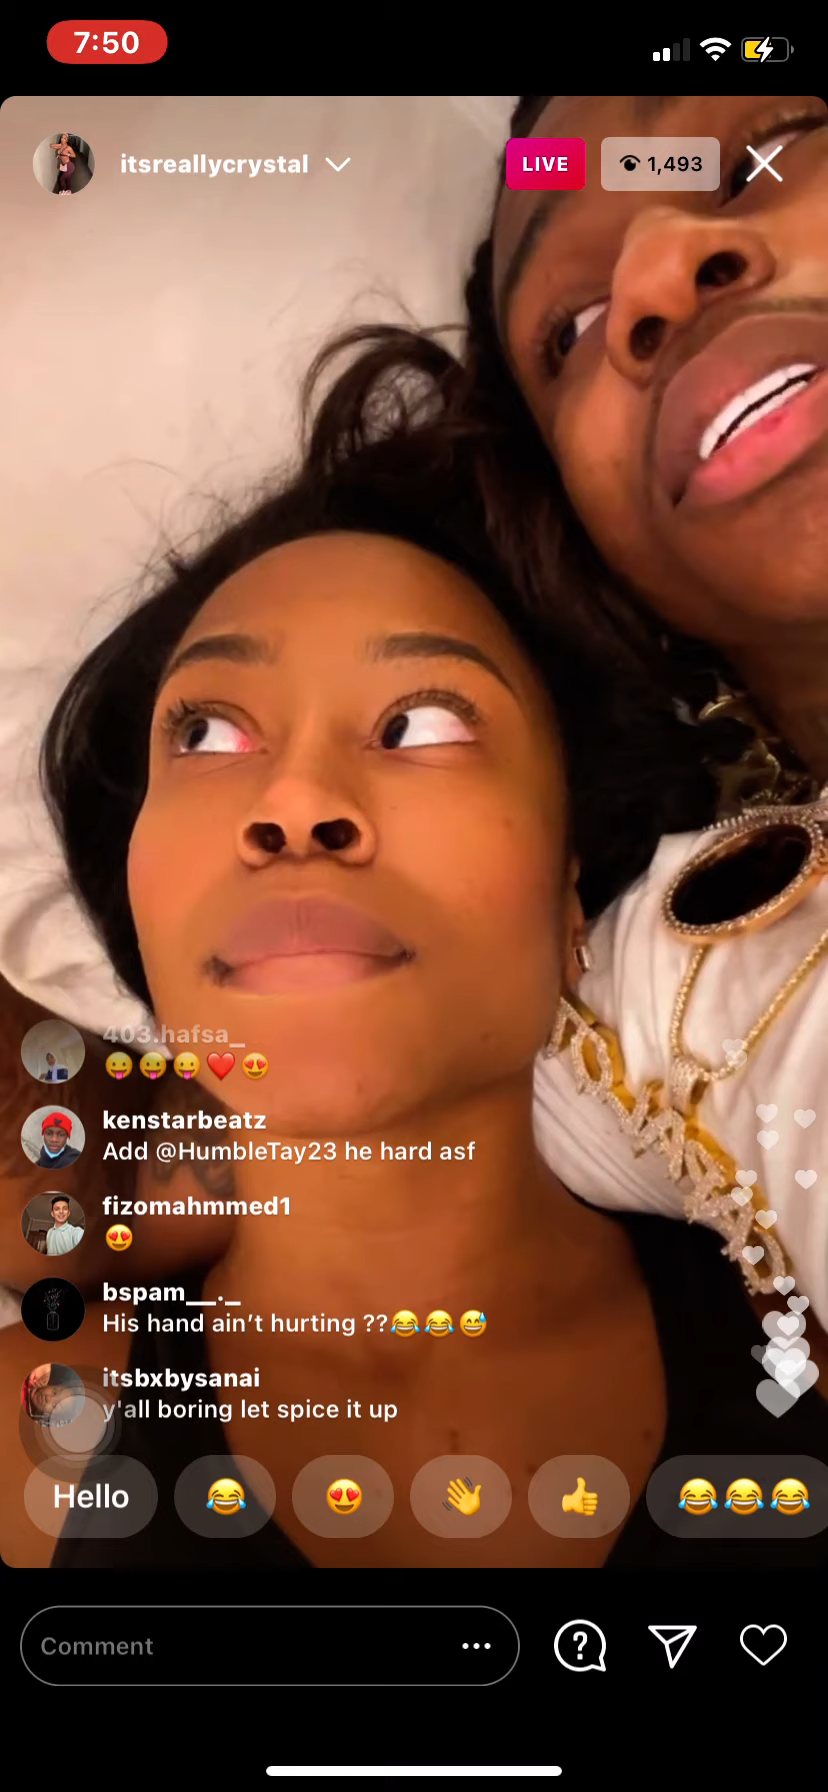 7:50
itsreallycrystal
LIVE
1,493
403.hafsa_
kenstarbeatz
Add @HumbleTay23 he hard asf
fizomahmmed1
bspam__._
His hand ain’t hurting ??😂😂😅
itsbxbysanai
y'all boring let spice it up
Hello
Comment